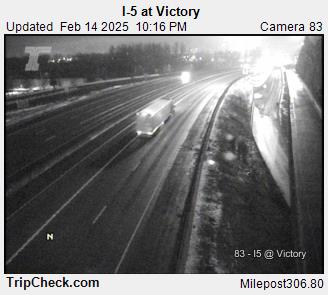 I-5 at Victory
Updated  Feb 14 2025  10:16 PM
Camera 83
T
N
83 - I5 @ Victory
TripCheck.com
Milepost306.80